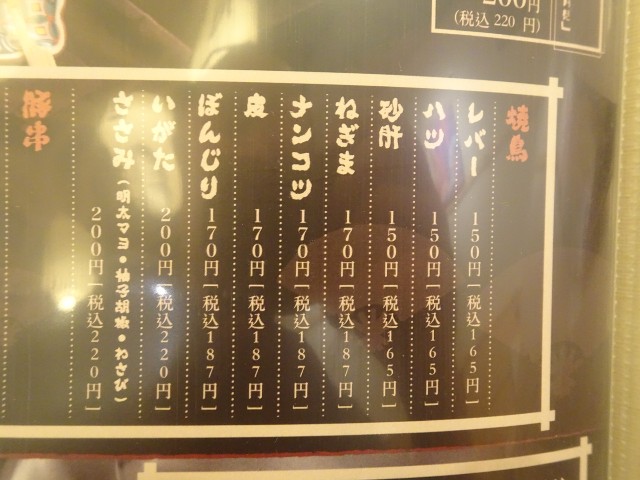 200円
(税込 220 円)
焼鳥
レバー 150円[税込165円]
ハツ 150円[税込165円]
砂肝 150円[税込165円]
ねぎま 170円[税込187円]
ナンコツ 170円[税込187円]
皮 170円[税込187円]
ぼんじり 170円[税込187円]
いがた 200円[税込220円]
ささみ(明太マヨ•柚子胡椒•わさび)
200円[税込220円]
豚串